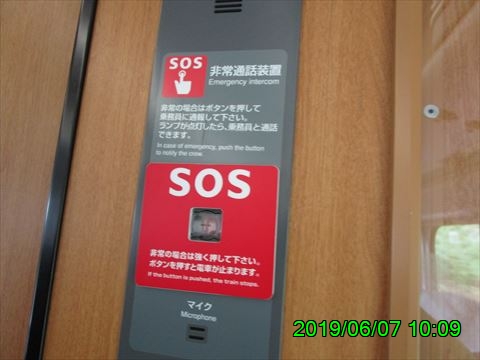 SOS
非常通話装置
Emergency intercom
非常の場合はボタンを押して
乗務員に通報して下さい。
ランプが点灯したら、乗務員と通話
できます。
In case of emergency, push the button
to notify the crew.
SOS
非常の場合は強く押して下さい。
ボタンを押すと電車が止まります。
If the button is pushed, the train stops.
マイク
Microphone
2019/06/07 10:09